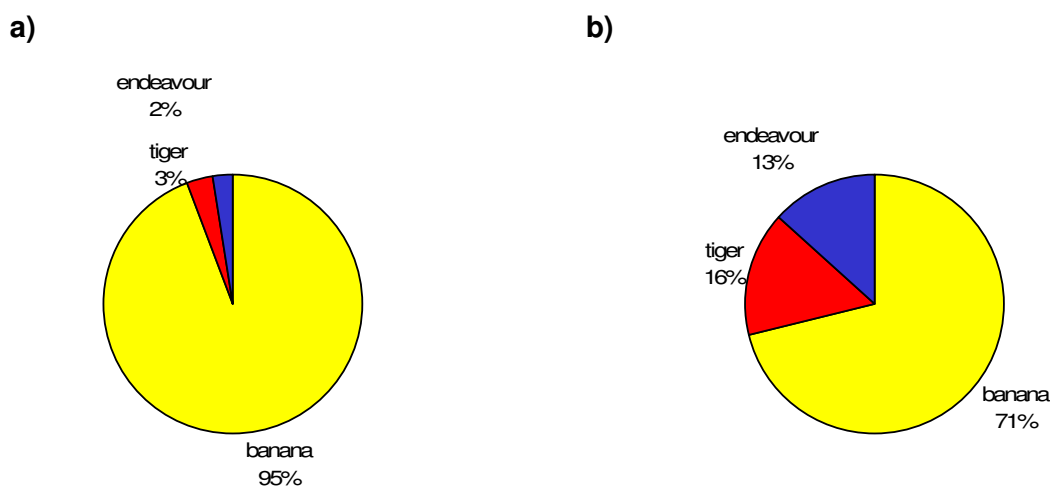 a)
endeavour
2%
tiger
3%
banana
95%
b)
endeavour
13%
tiger
16%
banana
71%